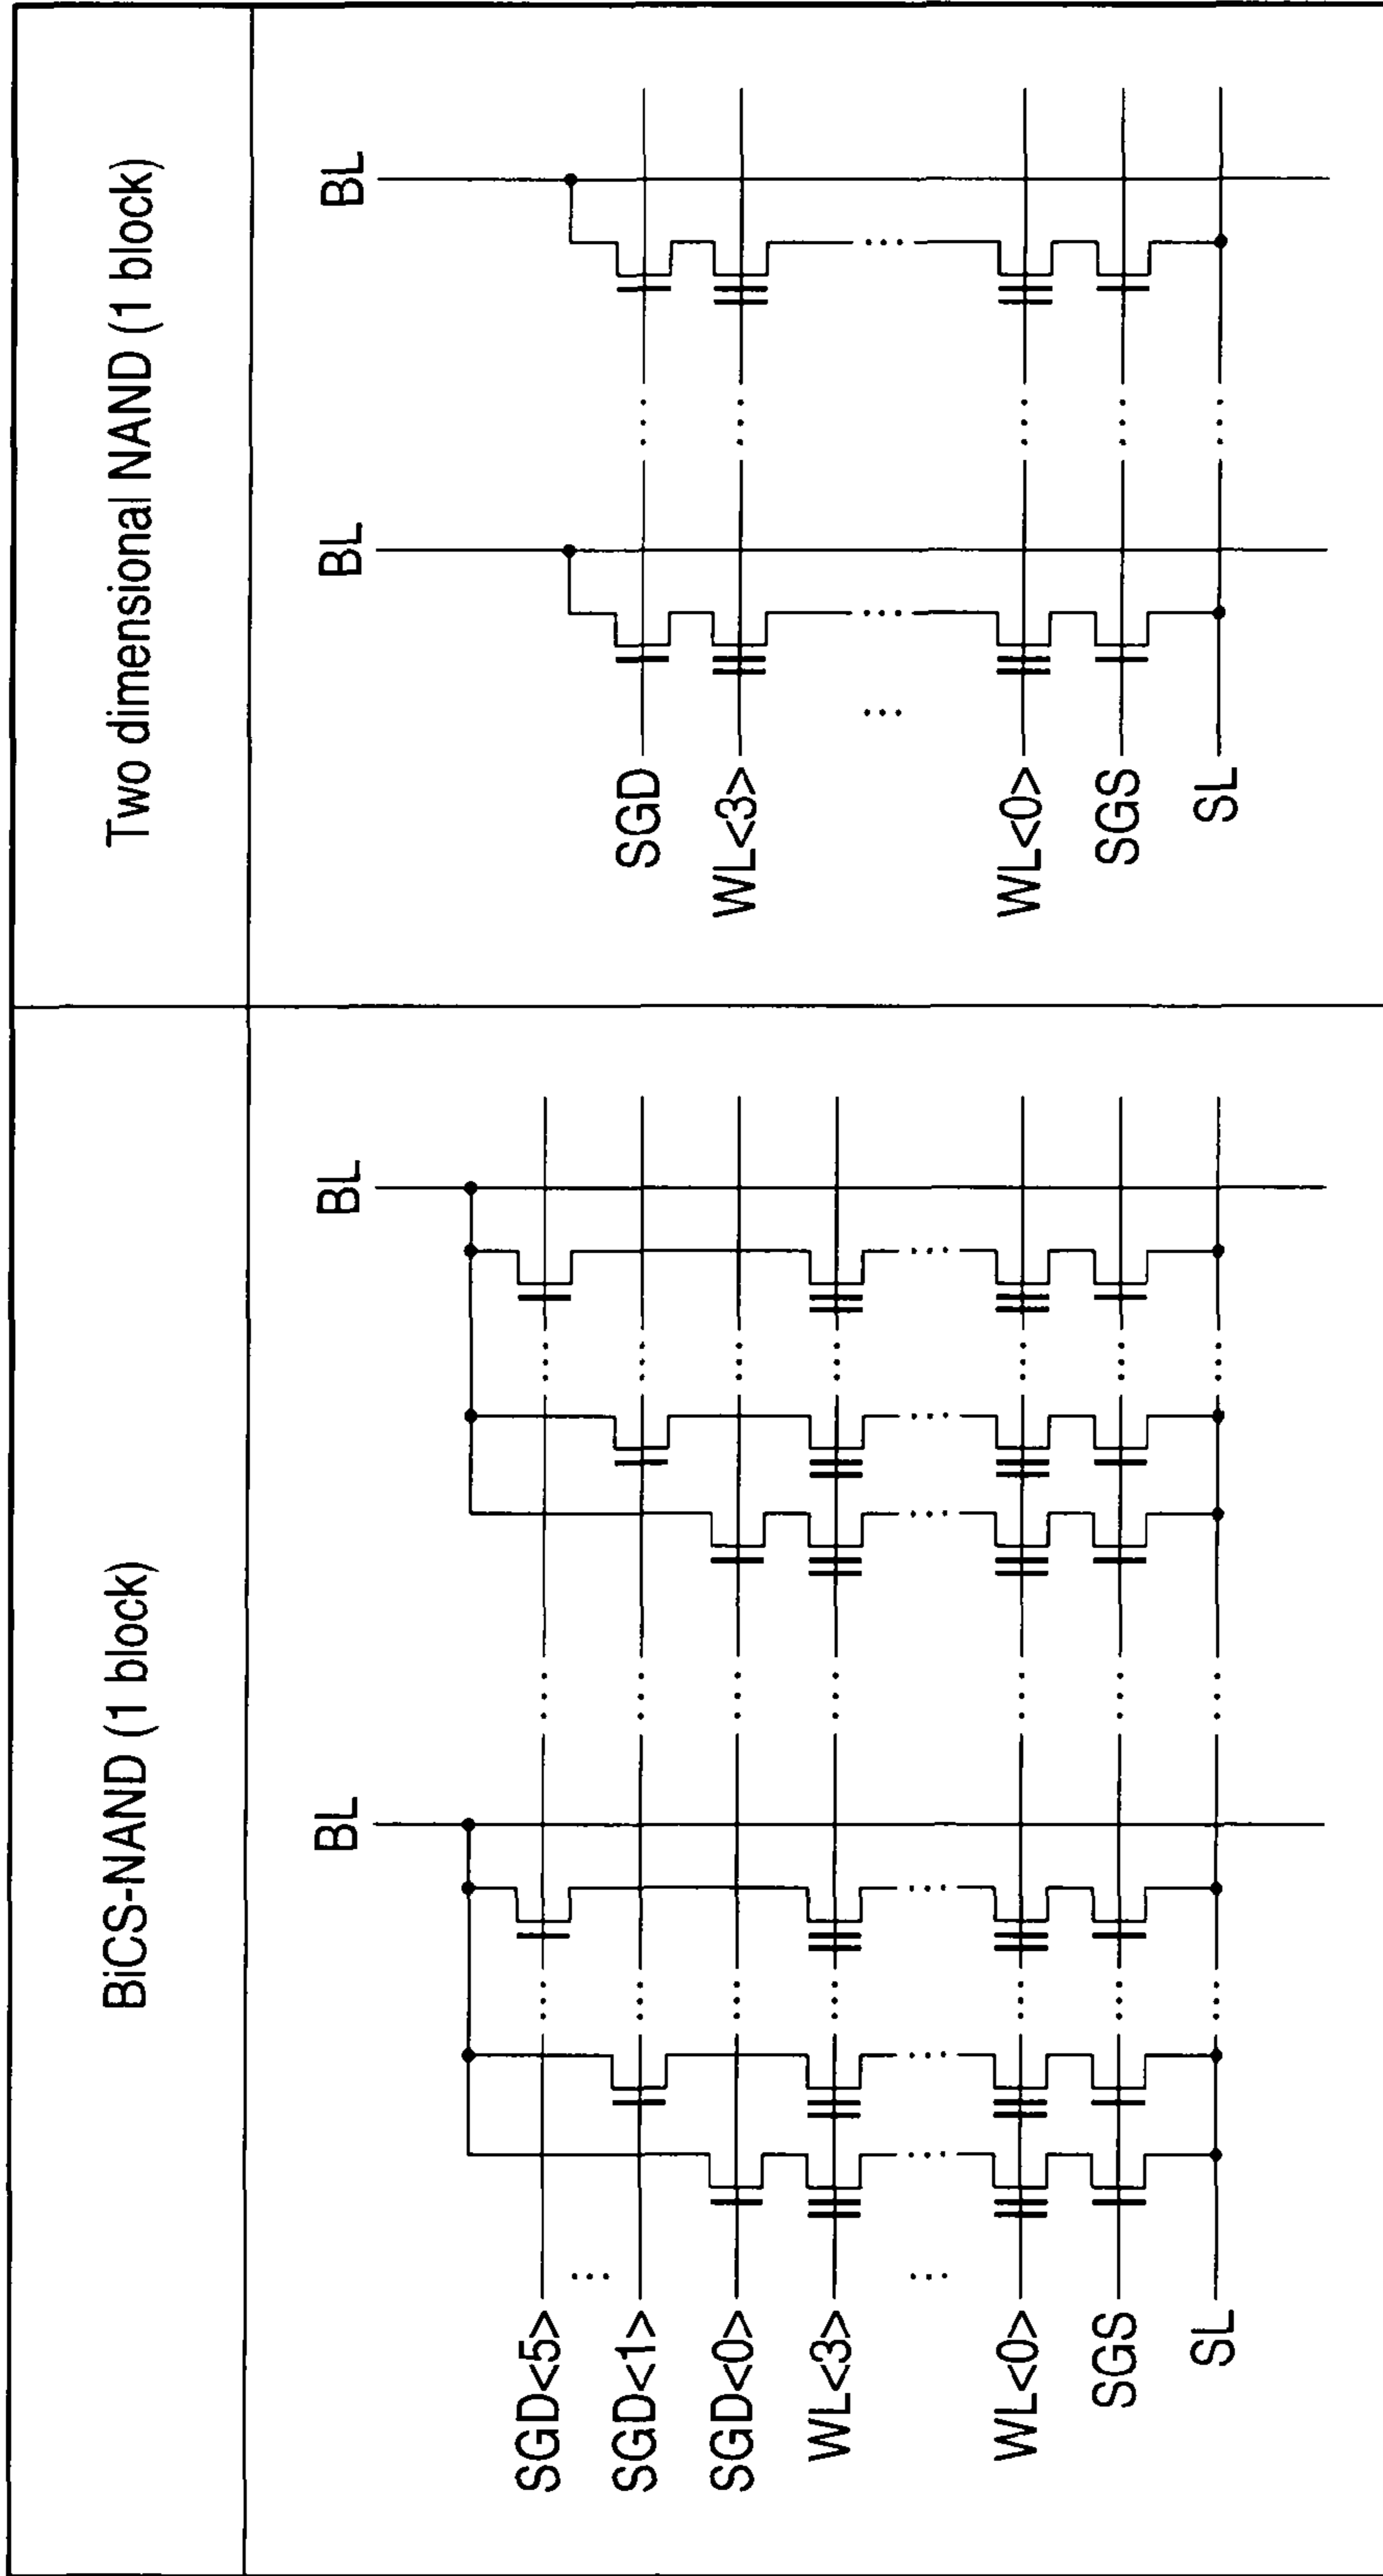 BiCS-NAND (1 block)
Two dimensional NAND (1 block)
BL
BL
SGD<5>
SGD<1>
SGD<0>
WL<3>
WL<0>
SGS
SL
BL
BL
SGD
WL<3>
WL<0>
SGS
SL